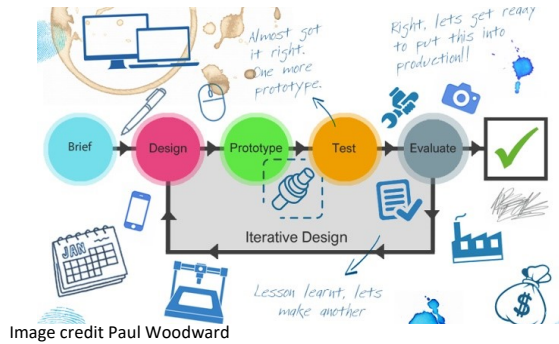 Almost got
it right.
One more
prototype.
Right, lets get ready
to put this into
production!!
Brief
Design
Prototype
Test
Evaluate
JAN
Iterative Design
Lesson learnt, lets
make another
$
Image credit Paul Woodward